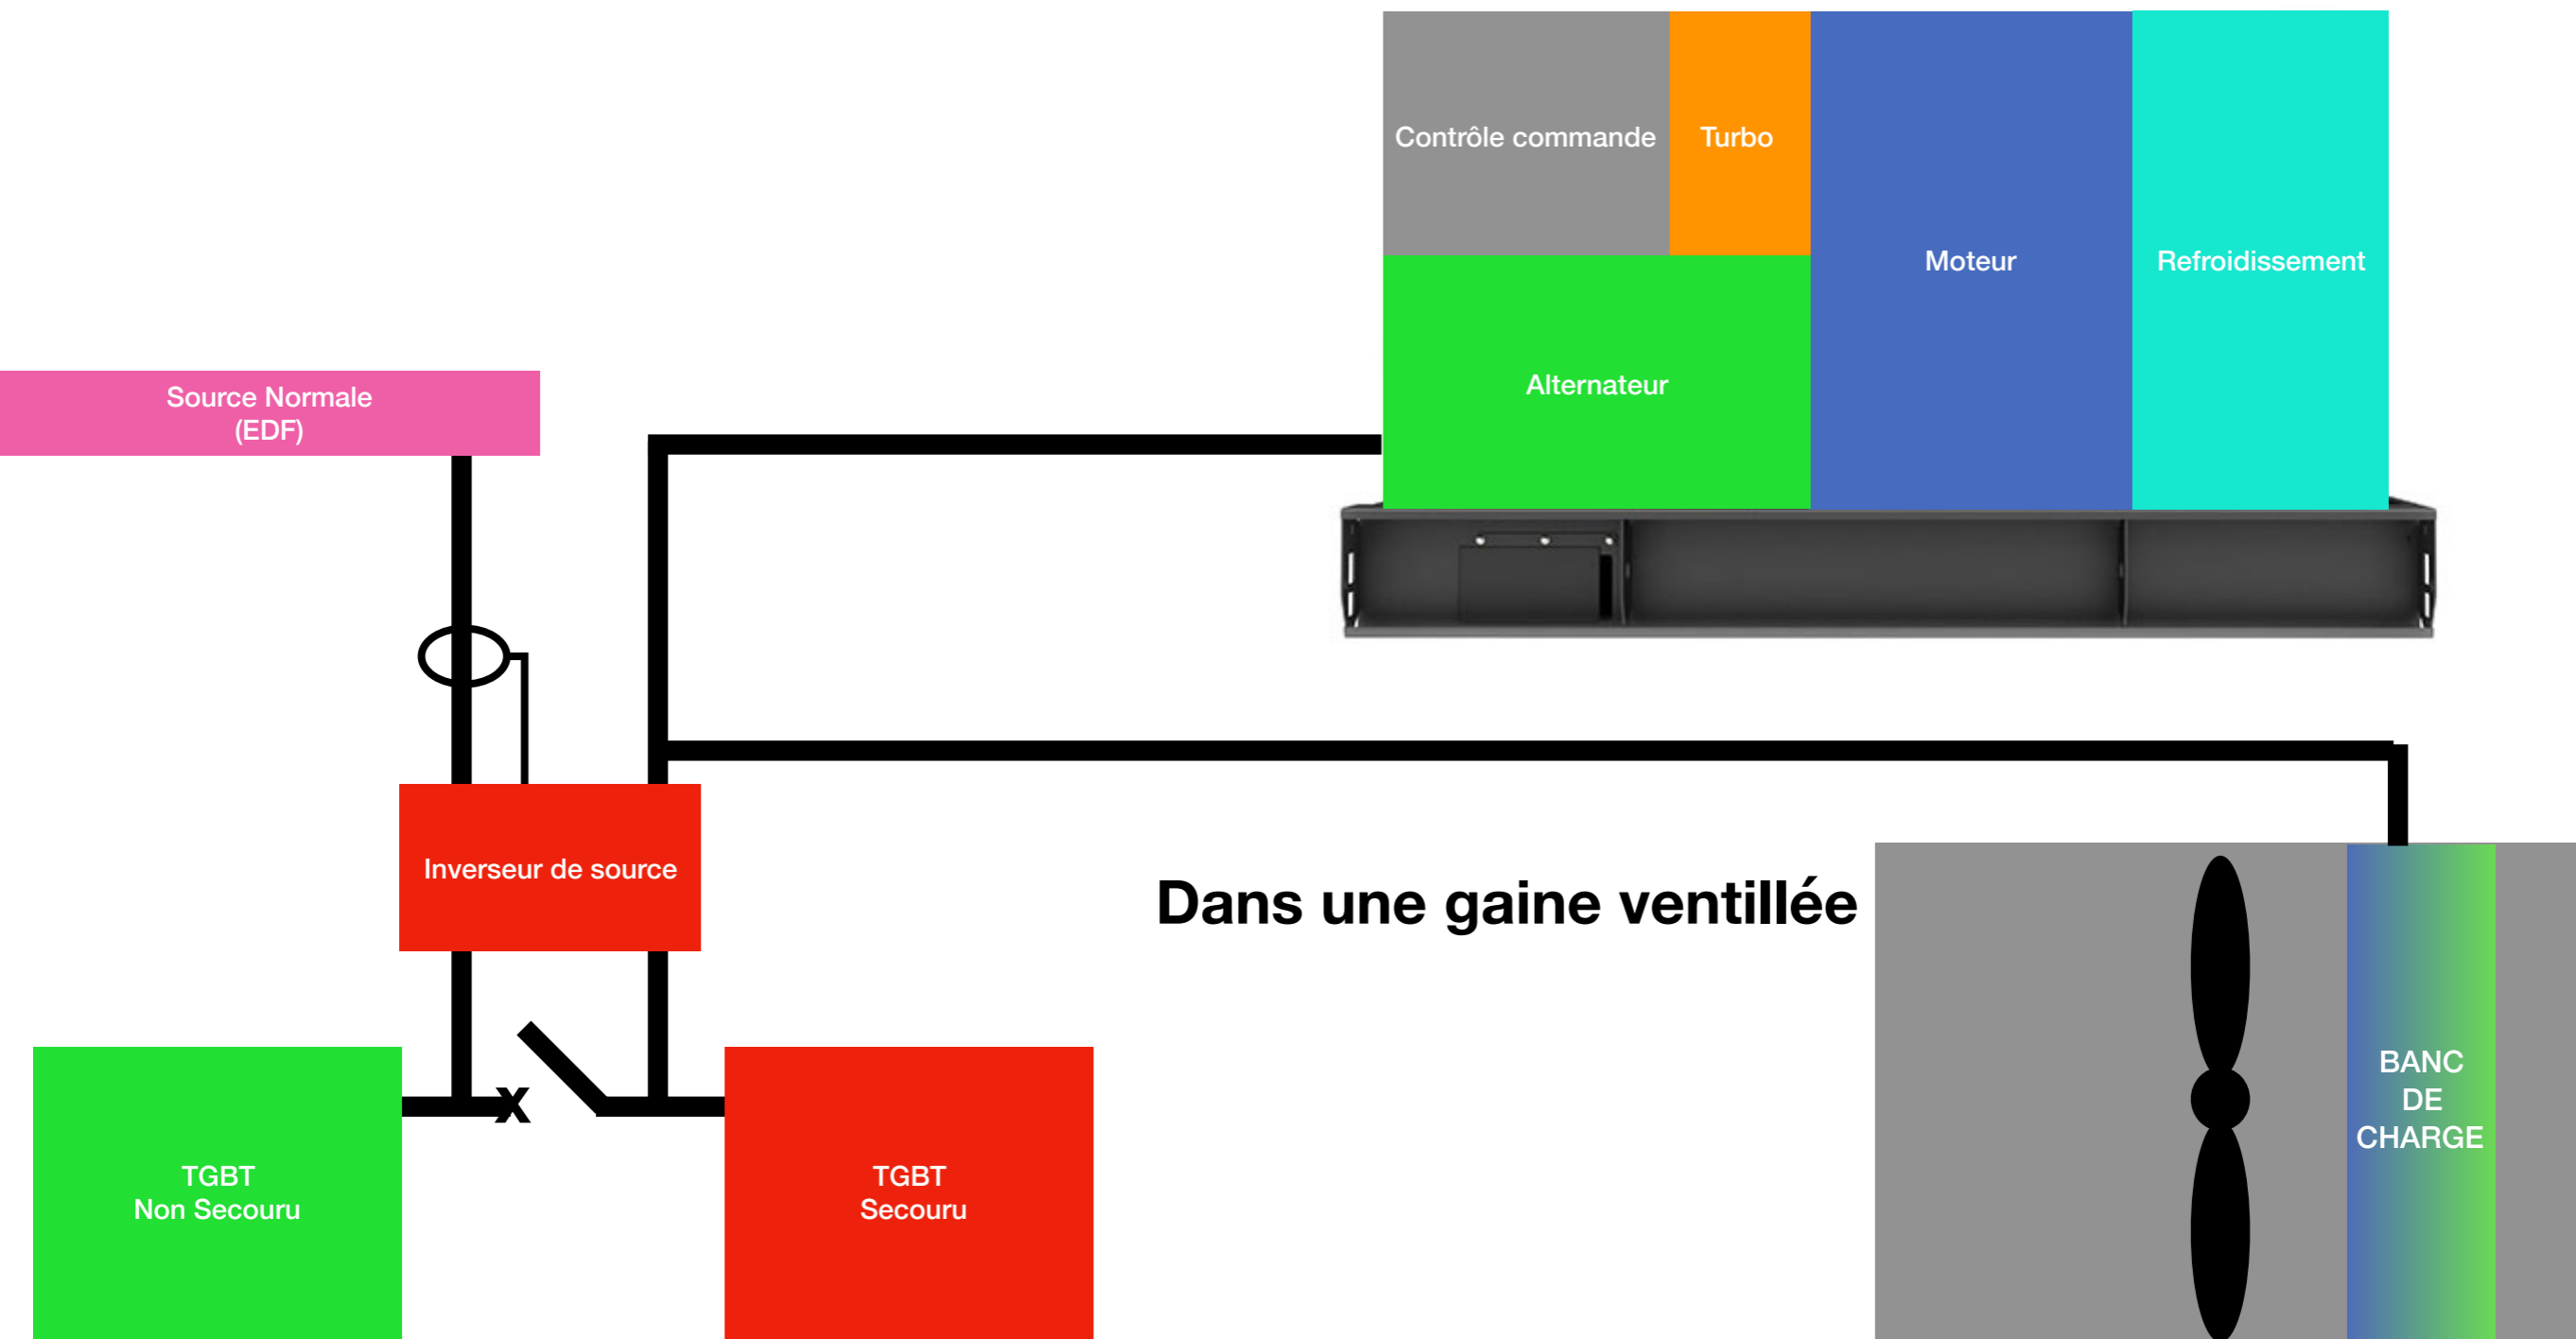 Contrôle commande
Turbo
Moteur
Refroidissement
Alternateur
Source Normale
(EDF)
Inverseur de source
Dans une gaine ventillée
x
TGBT
Non Secouru
TGBT
Secouru
BANC
DE
CHARGE